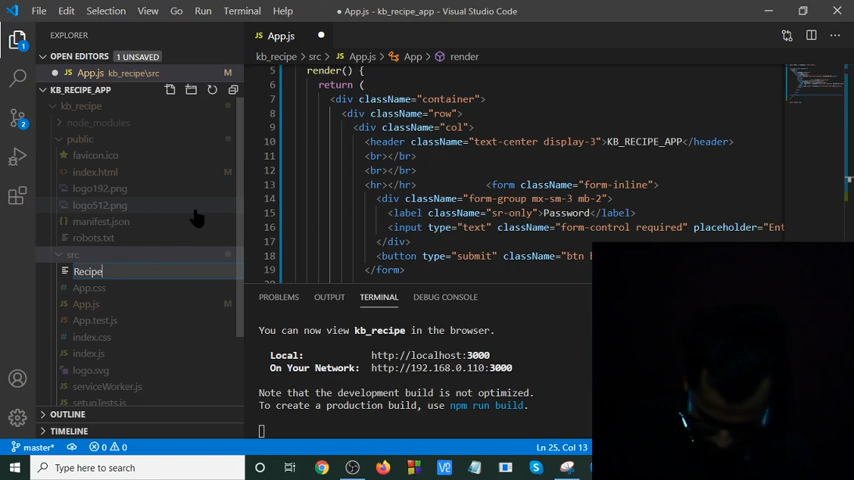 File Edit Selection View Go Run Terminal Help ● App.js - kb_recipe_app - Visual Studio Code
EXPLORER
OPEN EDITORS 1 UNSAVED
App.js kb_recipe\src M
KB_RECIPE_APP
kb_recipe
node_modules
public
favicon.ico
index.html M
logo192.png
logo512.png
manifest.json
robots.txt
src
Recipe
App.css
App.js M
App.test.js
index.css
index.js
logo.svg
serviceWorker.js
setupTests.js
OUTLINE
TIMELINE
App.js
kb_recipe > src > App.js > App > render
5 render() {
6 return (
7 <div className="container">
8 <div className="row">
9 <div className="col">
10 <header className="text-center display-3">KB_RECIPE_APP</header>
11 <br></br>
12 <br></br>
13 <hr></hr> <form className="form-inline">
14 <div className="form-group mx-sm-3 mb-2">
15 <label className="sr-only">Password</label>
16 <input type="text" className="form-control required" placeholder="Ent
17 </div>
18 <button type="submit" className="btn b
19 </form>
PROBLEMS OUTPUT TERMINAL DEBUG CONSOLE
You can now view kb_recipe in the browser.
Local: http://localhost:3000
On Your Network: http://192.168.0.110:3000
Note that the development build is not optimized.
To create a production build, use npm run build.
master* 0 0 Ln 25, Col 13
Type here to search